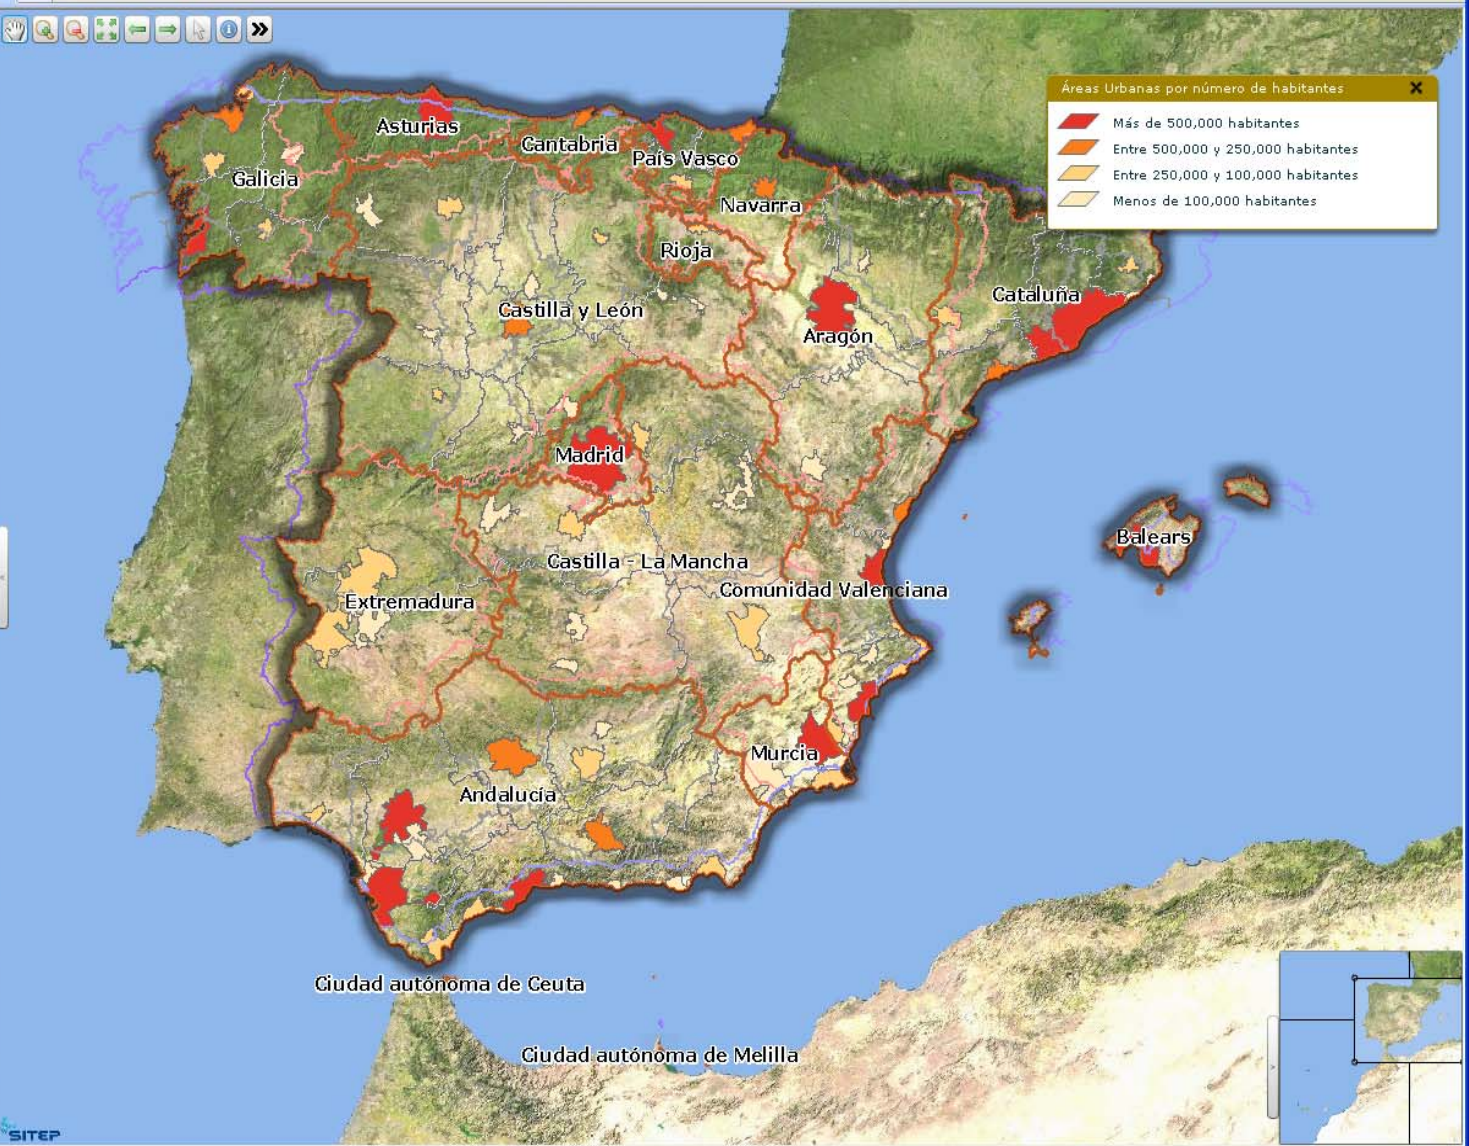 Áreas Urbanas por número de habitantes
Más de 500,000 habitantes
Entre 500,000 y 250,000 habitantes
Entre 250,000 y 100,000 habitantes
Menos de 100,000 habitantes
Asturias
Cantabria
País Vasco
Galicia
Navarra
Rioja
Cataluña
Castilla y León
Aragón
Madrid
Balears
Castilla - La Mancha
Comunidad Valenciana
Extremadura
Murcia
Andalucía
Ciudad autónoma de Ceuta
Ciudad autónoma de Melilla
SITEP